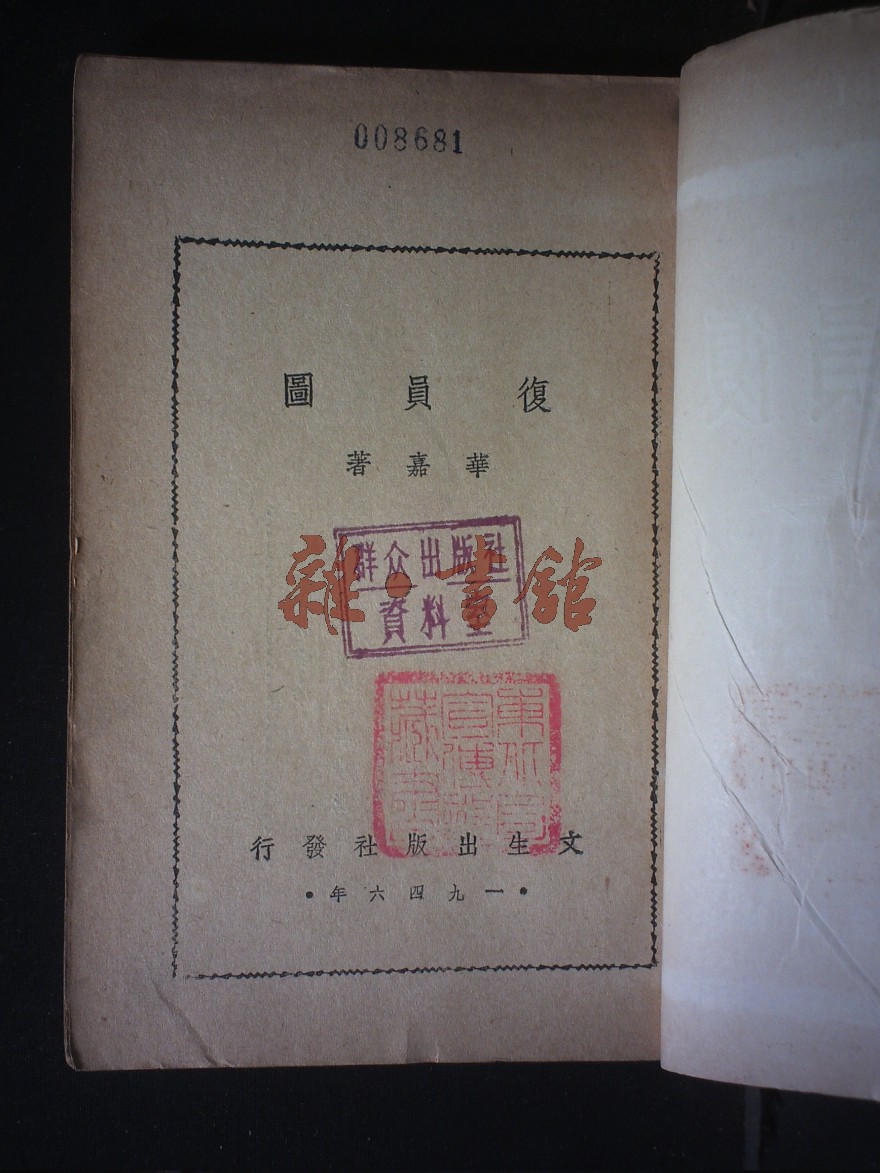 008681
復員圖
華嘉著
群众出版社
資料室
雜·書館
文生出版社發行
·一九四六年·